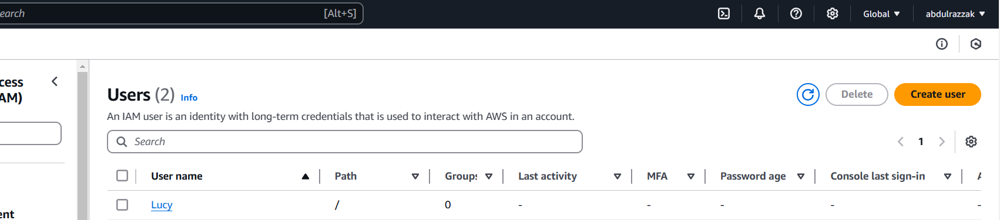 earch [Alt+S] Global abdulrazzak
cess
AM)
Users (2) Info Delete Create user
An IAM user is an identity with long-term credentials that is used to interact with AWS in an account.
Search 1
User name Path Groups Last activity MFA Password age Console last sign-in A
Lucy / 0 - - - - -
ent